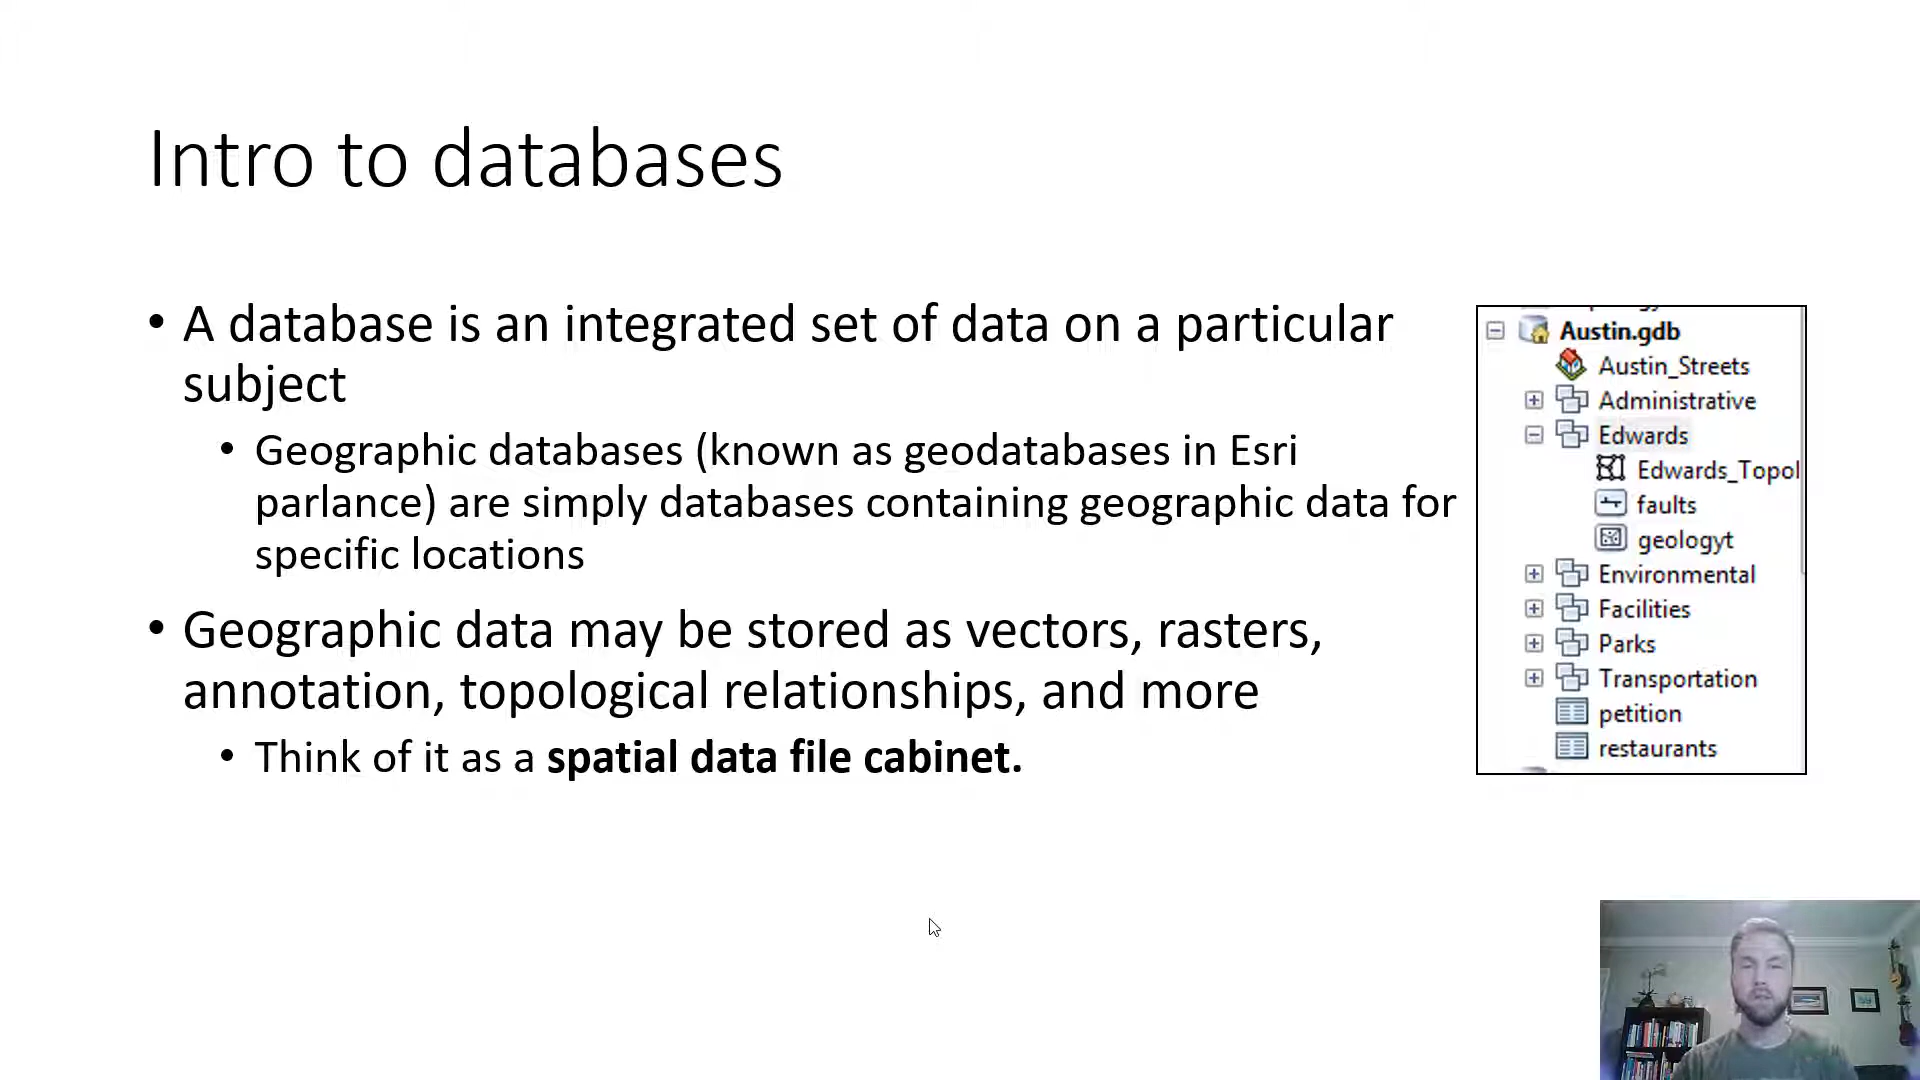 Intro to databases
• A database is an integrated set of data on a particular
subject
• Geographic databases (known as geodatabases in Esri
parlance) are simply databases containing geographic data for
specific locations
• Geographic data may be stored as vectors, rasters,
annotation, topological relationships, and more
• Think of it as a spatial data file cabinet.
Austin.gdb
Austin_Streets
Administrative
Edwards
Edwards_Topol
faults
geologyt
Environmental
Facilities
Parks
Transportation
petition
restaurants